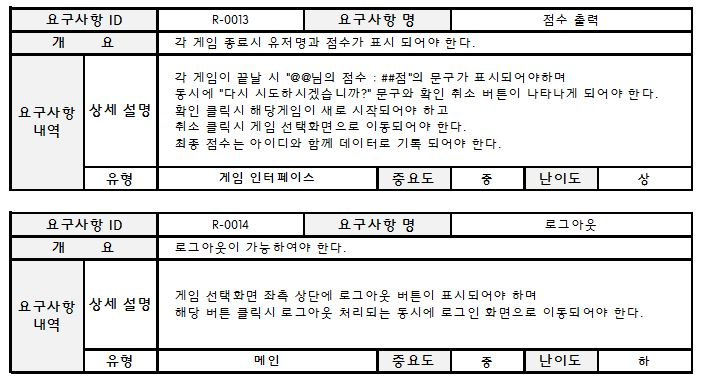 요구사항 ID R-0013 요구사항 명 점수 출력
개 요 각 게임 종료시 유저명과 점수가 표시 되어야 한다.
요구사항 내역 상세 설명
각 게임이 끝날 시 "@@님의 점수 : ##점"의 문구가 표시되어야하며
동시에 "다시 시도하시겠습니까?" 문구와 확인 취소 버튼이 나타나게 되어야 한다.
확인 클릭시 해당게임이 새로 시작되어야 하고
취소 클릭시 게임 선택화면으로 이동되어야 한다.
최종 점수는 아이디와 함께 데이터로 기록 되어야 한다.
유형 게임 인터페이스 중요도 중 난이도 상
요구사항 ID R-0014 요구사항 명 로그아웃
개 요 로그아웃이 가능하여야 한다.
요구사항 내역 상세 설명
게임 선택화면 좌측 상단에 로그아웃 버튼이 표시되어야 하며
해당 버튼 클릭시 로그아웃 처리되는 동시에 로그인 화면으로 이동되어야 한다.
유형 메인 중요도 중 난이도 하